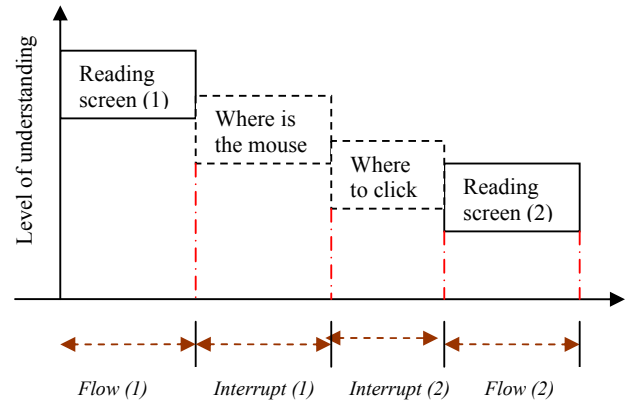 Level of understanding
Reading
screen (1)
Where is
the mouse
Where
to click
Reading
screen (2)
Flow (1)
Interrupt (1)
Interrupt (2)
Flow (2)